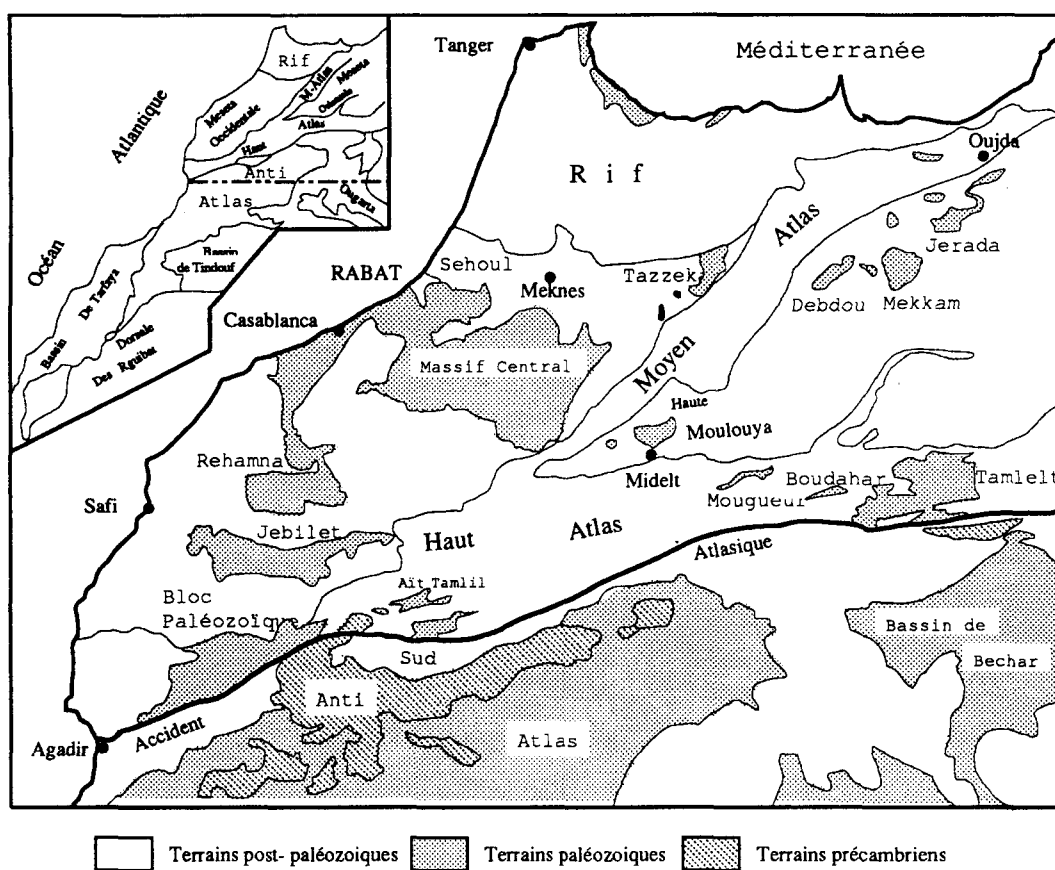 Tanger
Méditerranée
Rif
Meseta
Occidentale
M-Atlas
Meseta
Orientale
Haut
Atlas
Anti
Atlas
Ougarta
Bassin
de Tindouf
Atlantique
Océan
Bassin
De Tarfaya
Dorsale
Des Rguibat
Oujda
Rif
Atlas
Jerada
RABAT
Sehoul
Meknes
Tazzek
Debdou
Mekkam
Casablanca
Massif Central
Moyen
Haute
Moulouya
Midelt
Rehamna
Mougueur
Boudahar
Tamlelt
Safi
Jebilet
Haut
Atlas
Atlasique
Aït Tamlil
Bloc
Paléozoïque
Sud
Bassin de
Bechar
Anti
Atlas
Agadir
Accident
Terrains post- paléozoiques
Terrains paléozoiques
Terrains précambriens